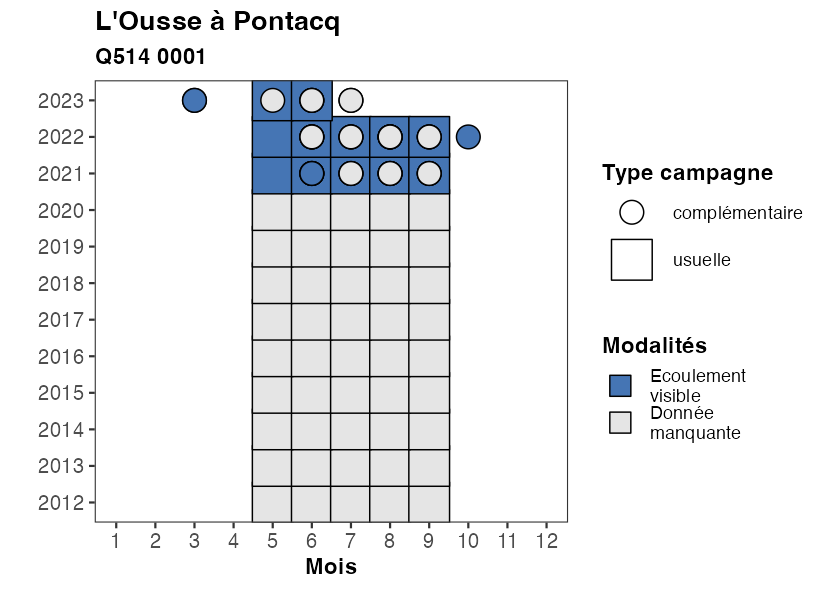 L'Ousse à Pontacq
Q514 0001
2023
2022
2021
2020
2019
2018
2017
2016
2015
2014
2013
2012
1 2 3 4 5 6 7 8 9 10 11 12
Mois
Type campagne
complémentaire
usuelle
Modalités
Ecoulement
visible
Donnée
manquante